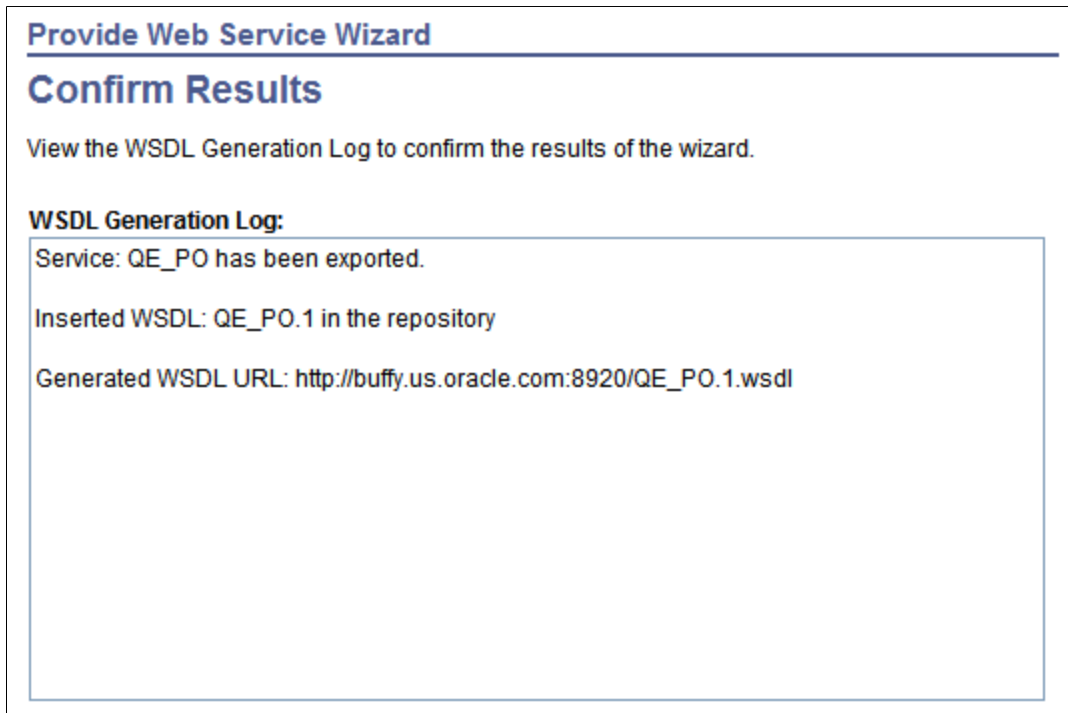 Provide Web Service Wizard
Confirm Results
View the WSDL Generation Log to confirm the results of the wizard.
WSDL Generation Log:
Service: QE_PO has been exported.
Inserted WSDL: QE_PO.1 in the repository
Generated WSDL URL: http://buffy.us.oracle.com:8920/QE_PO.1.wsdl